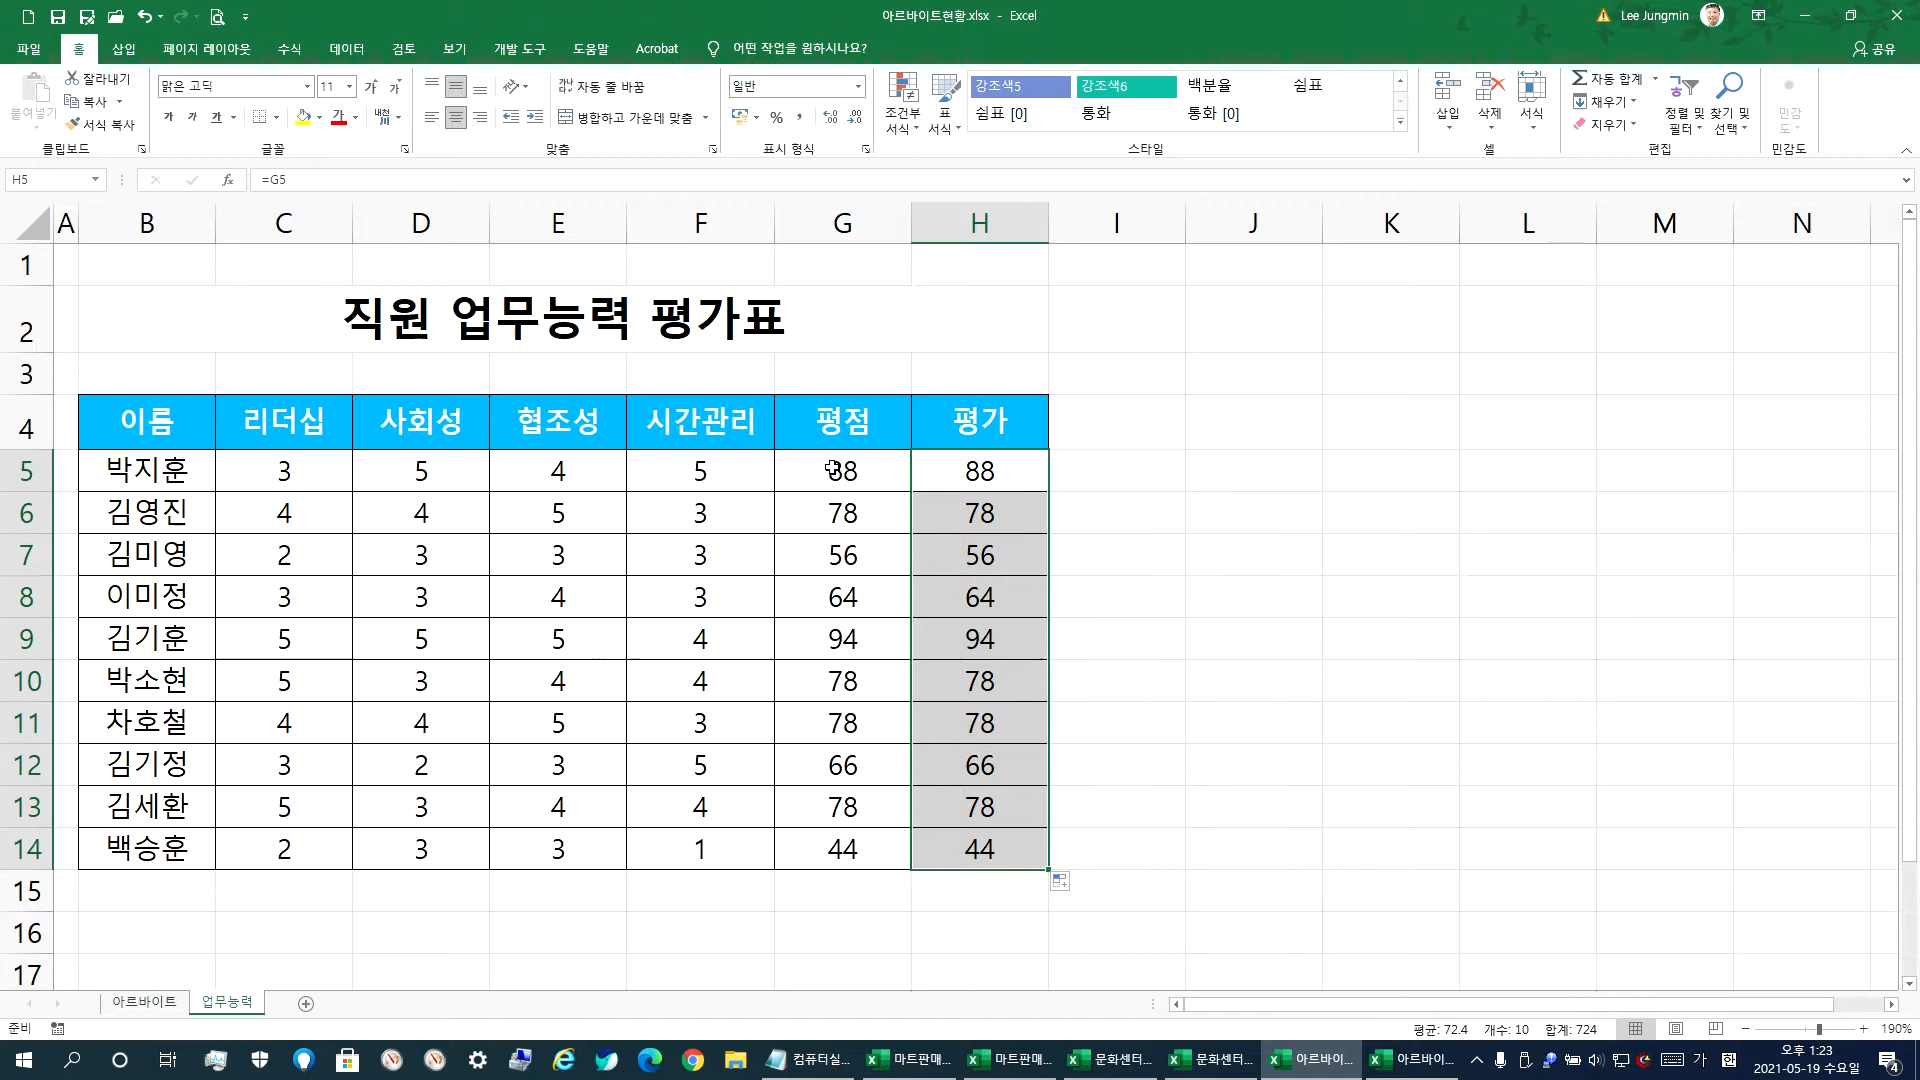 아르바이트현황.xlsx - Excel
Lee Jungmin
파일 홈 삽입 페이지 레이아웃 수식 데이터 검토 보기 개발 도구 도움말 Acrobat 어떤 작업을 원하시나요? 공유
붙여넣기 잘라내기 복사 서식 복사 클립보드
맑은 고딕 11 가 가 가 가 가 가 내천 글꼴
자동 줄 바꿈 병합하고 가운데 맞춤 맞춤
일반 % , 표시 형식
조건부 서식 표 서식 강조색5 강조색6 백분율 쉼표
쉼표 [0] 통화 통화 [0]
스타일
삽입 삭제 서식 셀
자동 합계 채우기 지우기 정렬 및 필터 찾기 및 선택 편집
민감도 민감도
H5 fx =G5
A B C D E F G H I J K L M N
1
2 직원 업무능력 평가표
3
4 이름 리더십 사회성 협조성 시간관리 평점 평가
5 박지훈 3 5 4 5 88 88
6 김영진 4 4 5 3 78 78
7 김미영 2 3 3 3 56 56
8 이미정 3 3 4 3 64 64
9 김기훈 5 5 5 4 94 94
10 박소현 5 3 4 4 78 78
11 차호철 4 4 5 3 78 78
12 김기정 3 2 3 5 66 66
13 김세환 5 3 4 4 78 78
14 백승훈 2 3 3 1 44 44
15
16
17
아르바이트 업무능력
준비 평균: 72.4 개수: 10 합계: 724 190%
컴퓨터실... 마트판매... 마트판매... 문화센터... 문화센터... 아르바이... 아르바이... 가 한 오후 1:23
2021-05-19 수요일 4